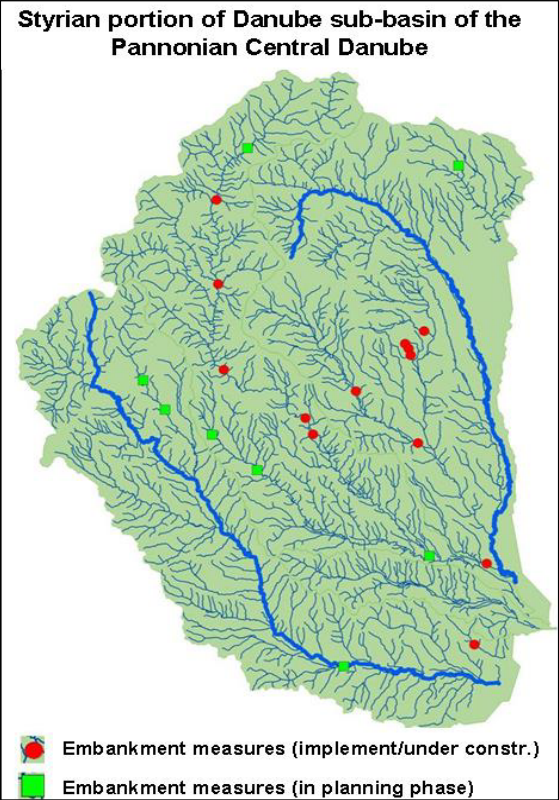 Styrian portion of Danube sub-basin of the
Pannonian Central Danube
Embankment measures (implement/under constr.)
Embankment measures (in planning phase)